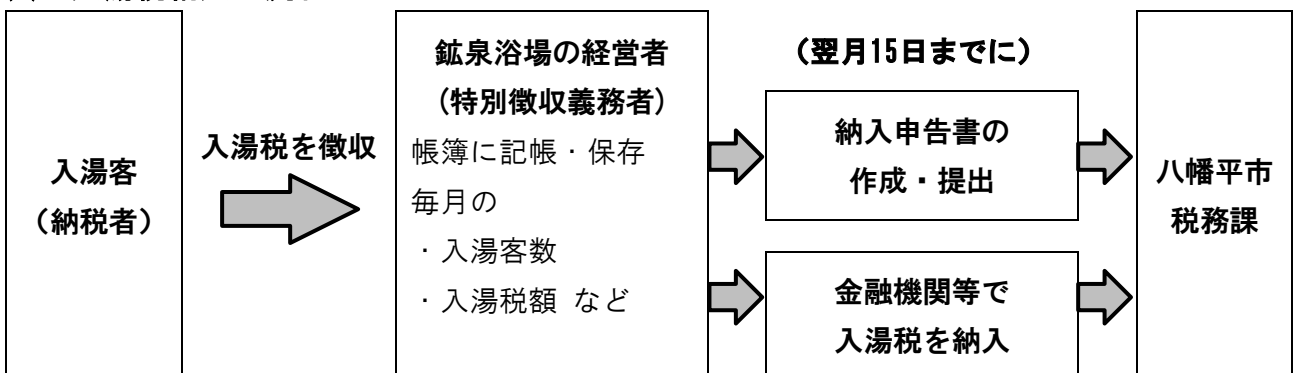 入湯客
(納税者)
入湯税を徴収
鉱泉浴場の経営者
(特別徴収義務者)
帳簿に記帳・保存
毎月の
・入湯客数
・入湯税額 など
(翌月15日までに)
納入申告書の
作成・提出
金融機関等で
入湯税を納入
八幡平市
税務課